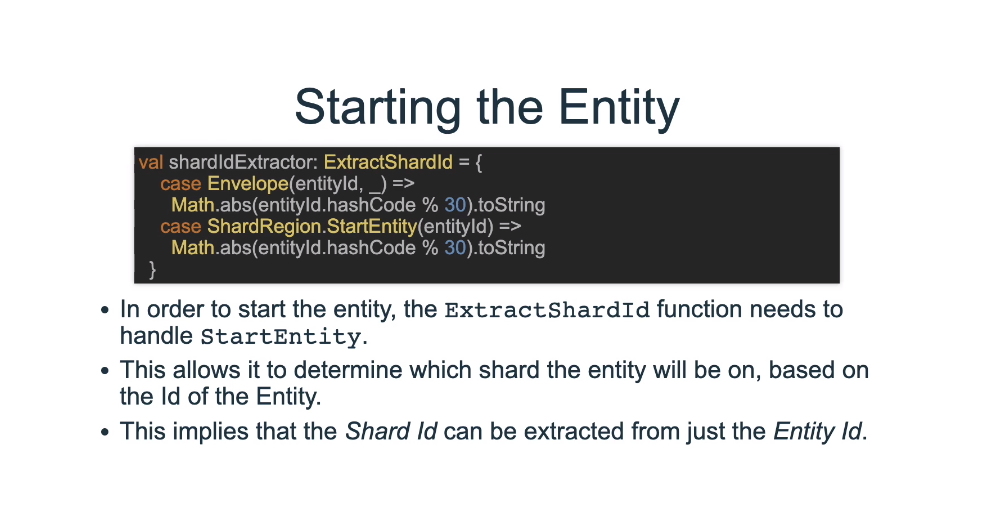 Starting the Entity
val shardIdExtractor: ExtractShardId = {
case Envelope(entityId, _) =>
Math.abs(entityId.hashCode % 30).toString
case ShardRegion.StartEntity(entityId) =>
Math.abs(entityId.hashCode % 30).toString
}
• In order to start the entity, the ExtractShardId function needs to
handle StartEntity.
• This allows it to determine which shard the entity will be on, based on
the Id of the Entity.
• This implies that the Shard Id can be extracted from just the Entity Id.